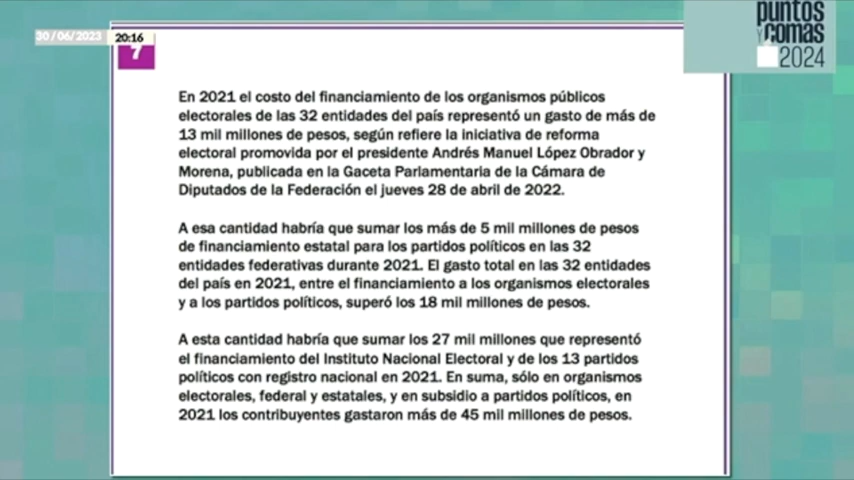 30/06/2023
20:16
7
puntos
y comas
2024
En 2021 el costo del financiamiento de los organismos públicos
electorales de las 32 entidades del país representó un gasto de más de
13 mil millones de pesos, según refiere la iniciativa de reforma
electoral promovida por el presidente Andrés Manuel López Obrador y
Morena, publicada en la Gaceta Parlamentaria de la Cámara de
Diputados de la Federación el jueves 28 de abril de 2022.
A esa cantidad habría que sumar los más de 5 mil millones de pesos
de financiamiento estatal para los partidos políticos en las 32
entidades federativas durante 2021. El gasto total en las 32 entidades
del país en 2021, entre el financiamiento a los organismos electorales
y a los partidos políticos, superó los 18 mil millones de pesos.
A esta cantidad habría que sumar los 27 mil millones que representó
el financiamiento del Instituto Nacional Electoral y de los 13 partidos
políticos con registro nacional en 2021. En suma, sólo en organismos
electorales, federal y estatales, y en subsidio a partidos políticos, en
2021 los contribuyentes gastaron más de 45 mil millones de pesos.